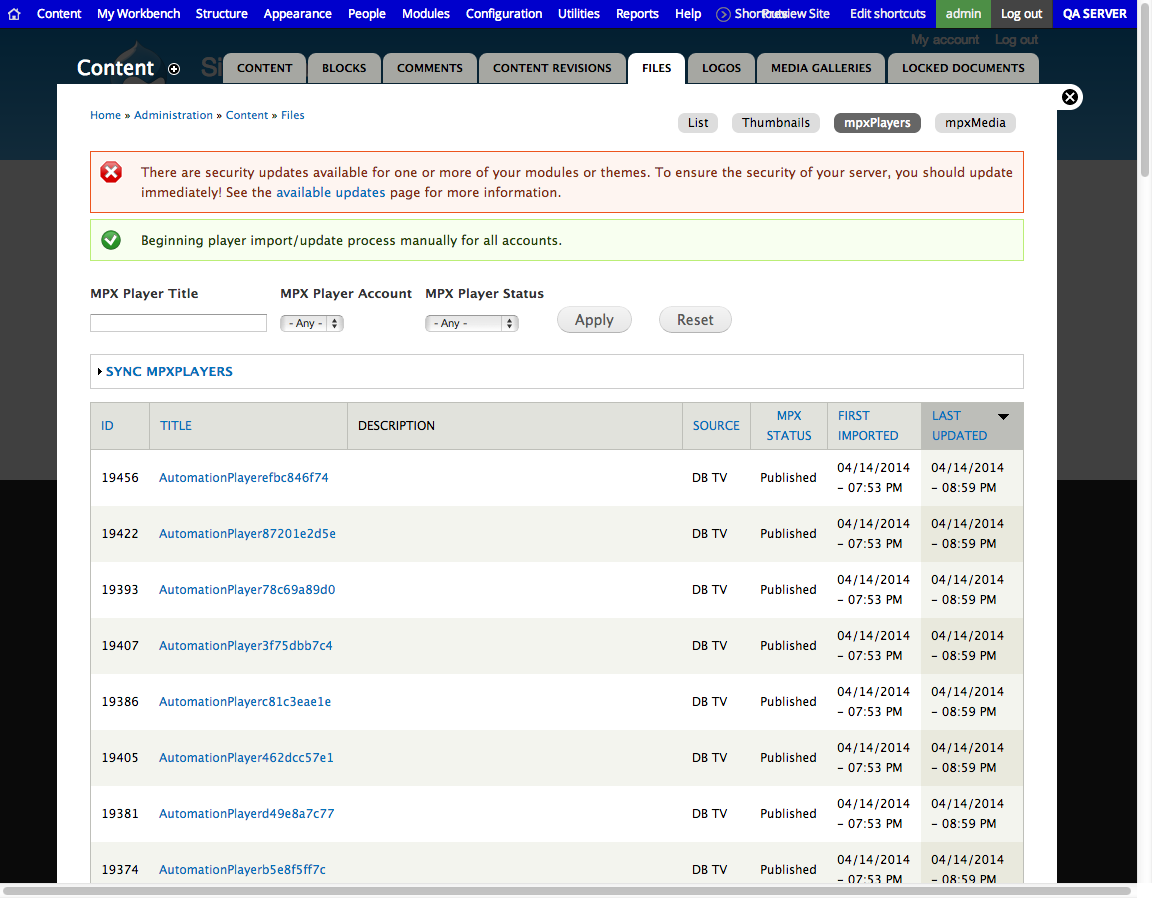 Content My Workbench Structure Appearance People Modules Configuration Utilities Reports Help Shortcuts Preview Site Edit shortcuts admin Log out QA SERVER
My account Log out
Content Si CONTENT BLOCKS COMMENTS CONTENT REVISIONS FILES LOGOS MEDIA GALLERIES LOCKED DOCUMENTS
Home » Administration » Content » Files
List Thumbnails mpxPlayers mpxMedia
There are security updates available for one or more of your modules or themes. To ensure the security of your server, you should update
immediately! See the available updates page for more information.
Beginning player import/update process manually for all accounts.
MPX Player Title MPX Player Account MPX Player Status
- Any - - Any - Apply Reset
SYNC MPXPLAYERS
ID TITLE DESCRIPTION SOURCE MPX STATUS FIRST IMPORTED LAST UPDATED
19456 AutomationPlayerefbc846f74 DB TV Published 04/14/2014 - 07:53 PM 04/14/2014 - 08:59 PM
19422 AutomationPlayer87201e2d5e DB TV Published 04/14/2014 - 07:53 PM 04/14/2014 - 08:59 PM
19393 AutomationPlayer78c69a89d0 DB TV Published 04/14/2014 - 07:53 PM 04/14/2014 - 08:59 PM
19407 AutomationPlayer3f75dbb7c4 DB TV Published 04/14/2014 - 07:53 PM 04/14/2014 - 08:59 PM
19386 AutomationPlayerc81c3eae1e DB TV Published 04/14/2014 - 07:53 PM 04/14/2014 - 08:59 PM
19405 AutomationPlayer462dcc57e1 DB TV Published 04/14/2014 - 07:53 PM 04/14/2014 - 08:59 PM
19381 AutomationPlayerd49e8a7c77 DB TV Published 04/14/2014 - 07:53 PM 04/14/2014 - 08:59 PM
19374 AutomationPlayerb5e8f5ff7c DB TV Published 04/14/2014 - 07:53 PM 04/14/2014 - 08:59 PM